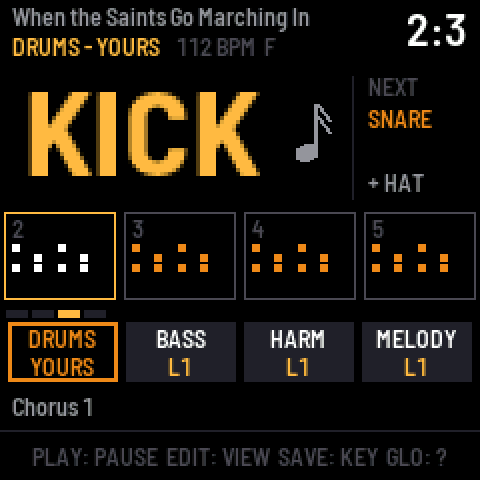 When the Saints Go Marching In
DRUMS - YOURS 112 BPM F
2:3
KICK
NEXT
SNARE
+ HAT
2 3 4 5
DRUMS BASS HARM MELODY
YOURS L1 L1 L1
Chorus 1
PLAY: PAUSE EDIT: VIEW SAVE: KEY GLO: ?